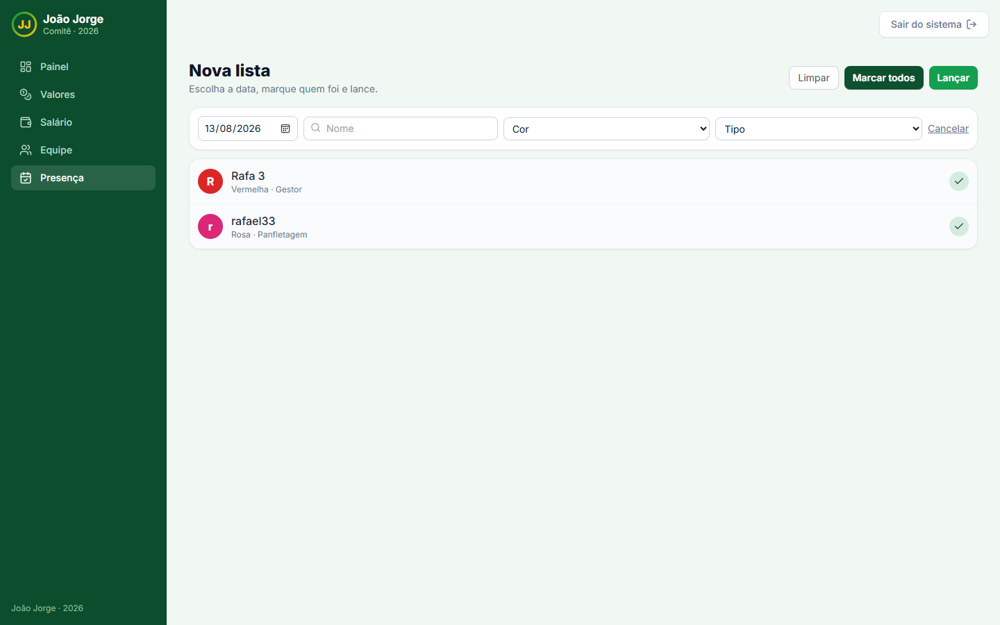 JJ
João Jorge
Comitê · 2026
Painel
Valores
Salário
Equipe
Presença
João Jorge · 2026
Sair do sistema
Nova lista
Escolha a data, marque quem foi e lance.
Limpar
Marcar todos
Lançar
13/08/2026
Nome
Cor
Tipo
Cancelar
R
Rafa 3
Vermelha · Gestor
r
rafael33
Rosa · Panfletagem